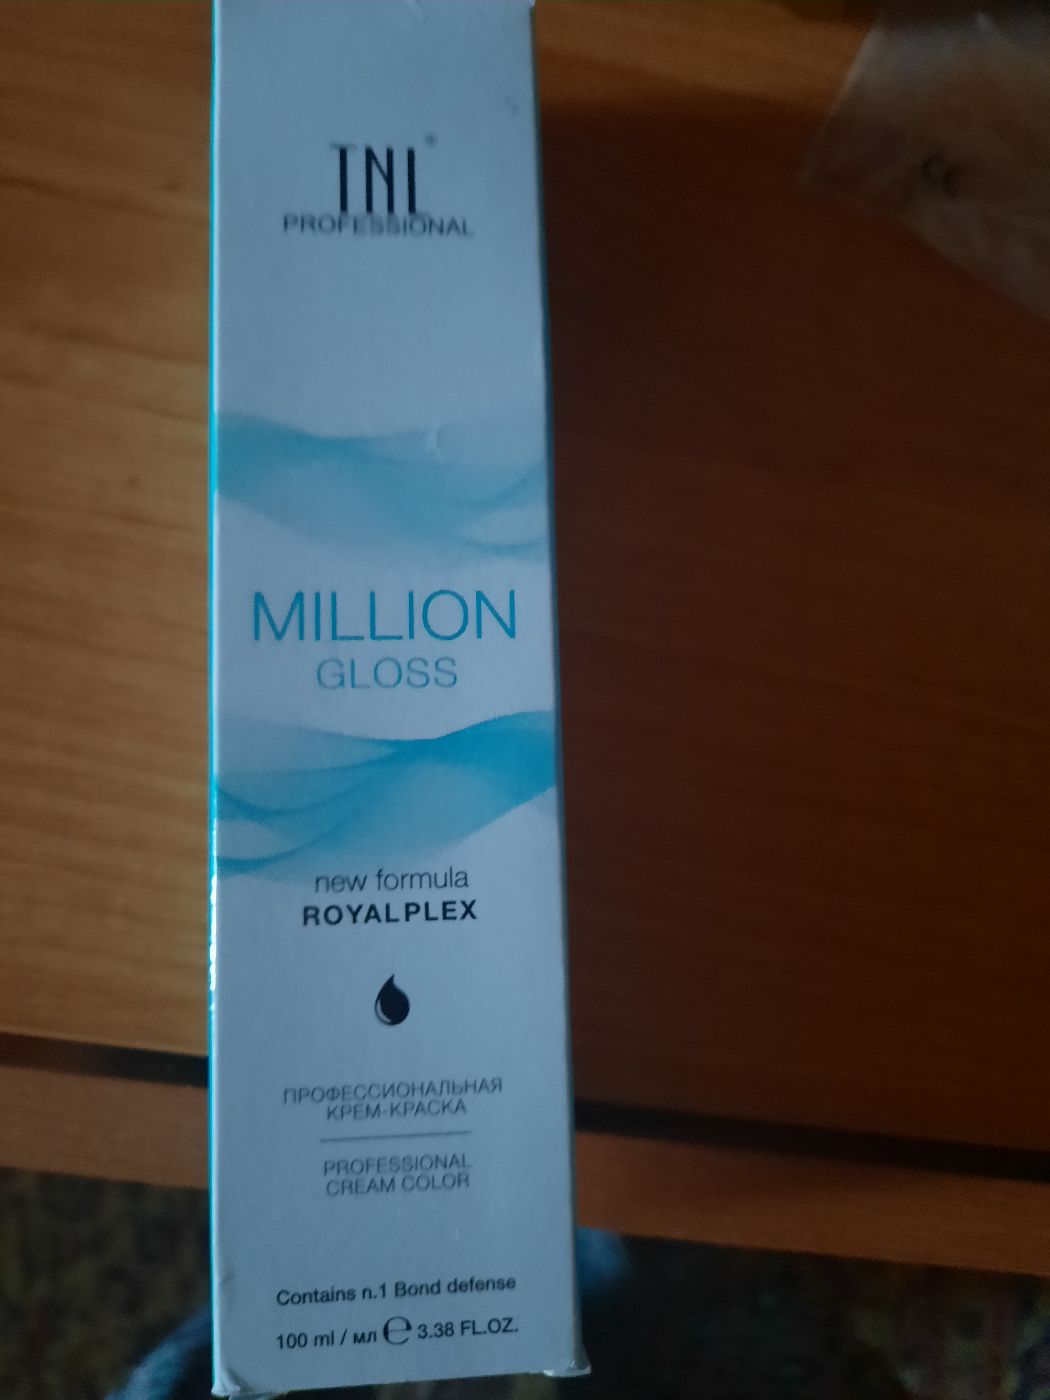 TNL®
PROFESSIONAL
MILLION
GLOSS
new formula
ROYALPLEX
ПРОФЕССИОНАЛЬНАЯ
КРЕМ-КРАСКА
PROFESSIONAL
CREAM COLOR
Contains n.1 Bond defense
100 ml / мл ℮ 3.38 FL.OZ.